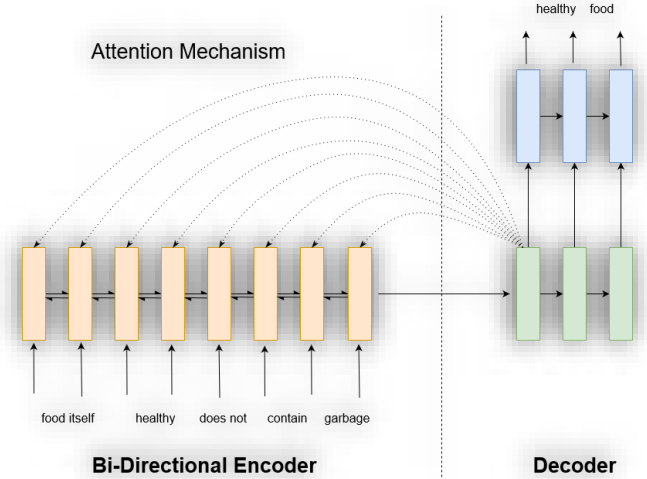 healthy food
Attention Mechanism
food itself healthy does not contain garbage
Bi-Directional Encoder Decoder